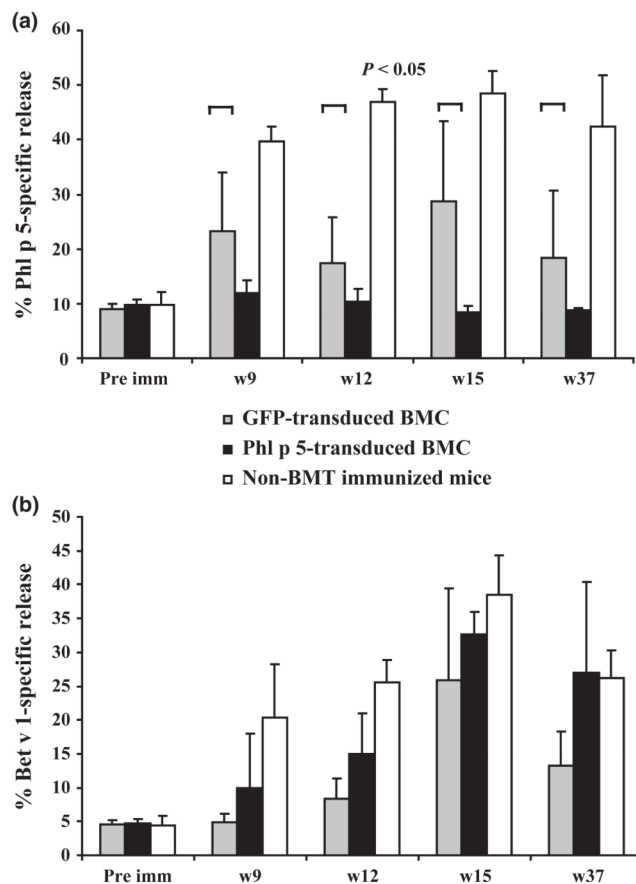 (a)
% Phl p 5-specific release
60
50
40
30
20
10
0
P < 0.05
Pre imm w9 w12 w15 w37
GFP-transduced BMC
Phl p 5-transduced BMC
Non-BMT immunized mice
(b)
% Bet v 1-specific release
50
45
40
35
30
25
20
15
10
5
0
Pre imm w9 w12 w15 w37